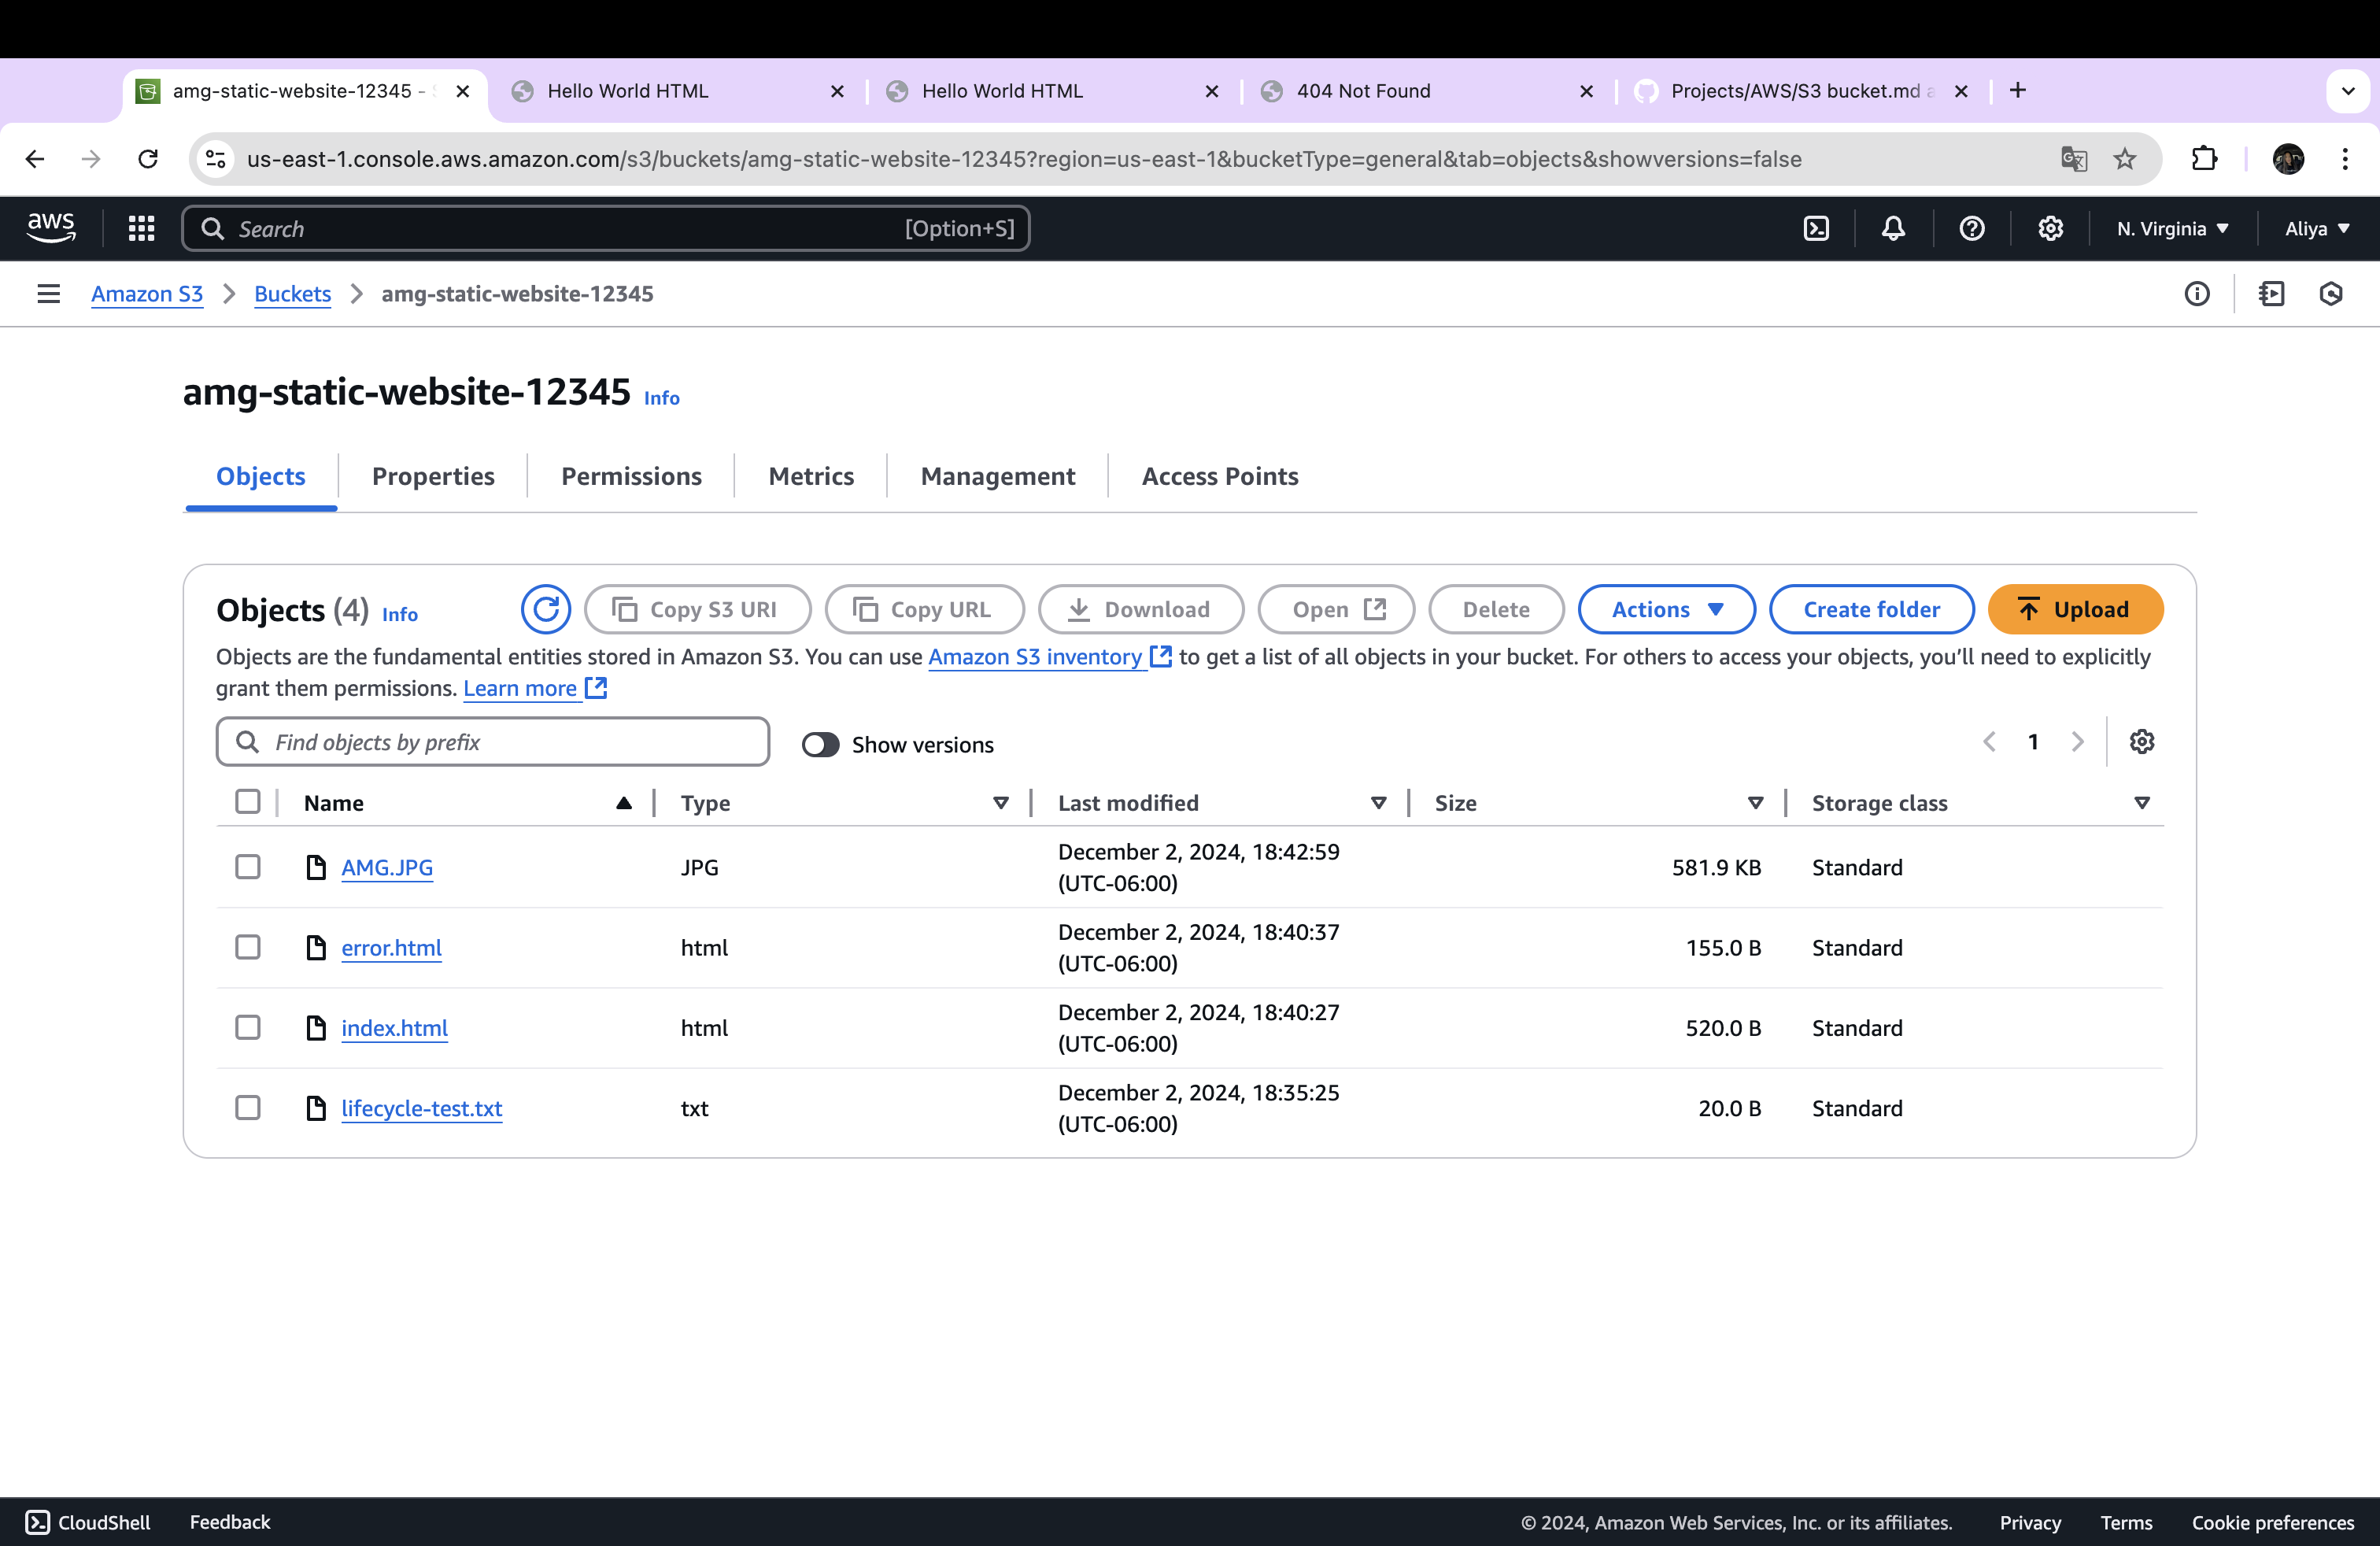 amg-static-website-12345 -
Hello World HTML
Hello World HTML
404 Not Found
Projects/AWS/S3 bucket.md
us-east-1.console.aws.amazon.com/s3/buckets/amg-static-website-12345?region=us-east-1&bucketType=general&tab=objects&showversions=false
aws
Search
[Option+S]
N. Virginia
Aliya
Amazon S3
Buckets
amg-static-website-12345
amg-static-website-12345 Info
Objects
Properties
Permissions
Metrics
Management
Access Points
Objects (4) Info
Copy S3 URI
Copy URL
Download
Open
Delete
Actions
Create folder
Upload
Objects are the fundamental entities stored in Amazon S3. You can use Amazon S3 inventory to get a list of all objects in your bucket. For others to access your objects, you’ll need to explicitly
grant them permissions. Learn more
Find objects by prefix
Show versions
1
Name
Type
Last modified
Size
Storage class
AMG.JPG
JPG
December 2, 2024, 18:42:59
(UTC-06:00)
581.9 KB
Standard
error.html
html
December 2, 2024, 18:40:37
(UTC-06:00)
155.0 B
Standard
index.html
html
December 2, 2024, 18:40:27
(UTC-06:00)
520.0 B
Standard
lifecycle-test.txt
txt
December 2, 2024, 18:35:25
(UTC-06:00)
20.0 B
Standard
CloudShell
Feedback
© 2024, Amazon Web Services, Inc. or its affiliates.
Privacy
Terms
Cookie preferences